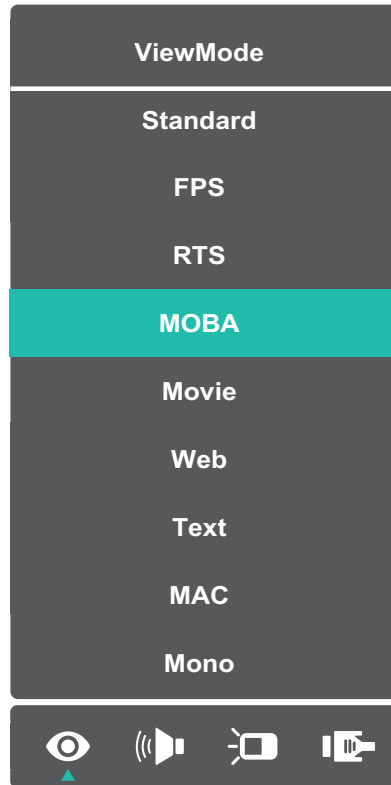 ViewMode
Standard
FPS
RTS
MOBA
Movie
Web
Text
MAC
Mono